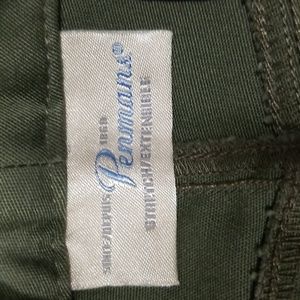 SINCE/DEPUIS 1868
Penmans®
STRETCH/EXTENSIBLE